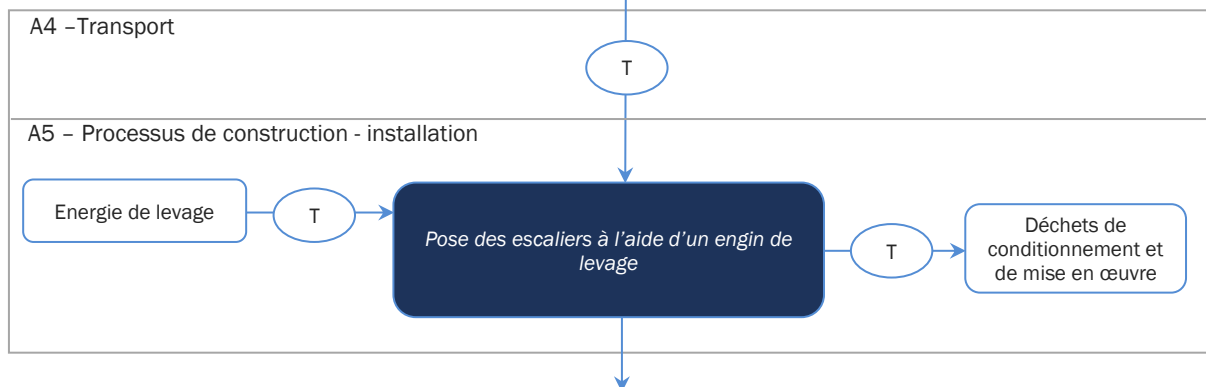 A4 –Transport
T
A5 – Processus de construction - installation
Energie de levage
T
Pose des escaliers à l'aide d'un engin de
levage
T
Déchets de
conditionnement et
de mise en œuvre